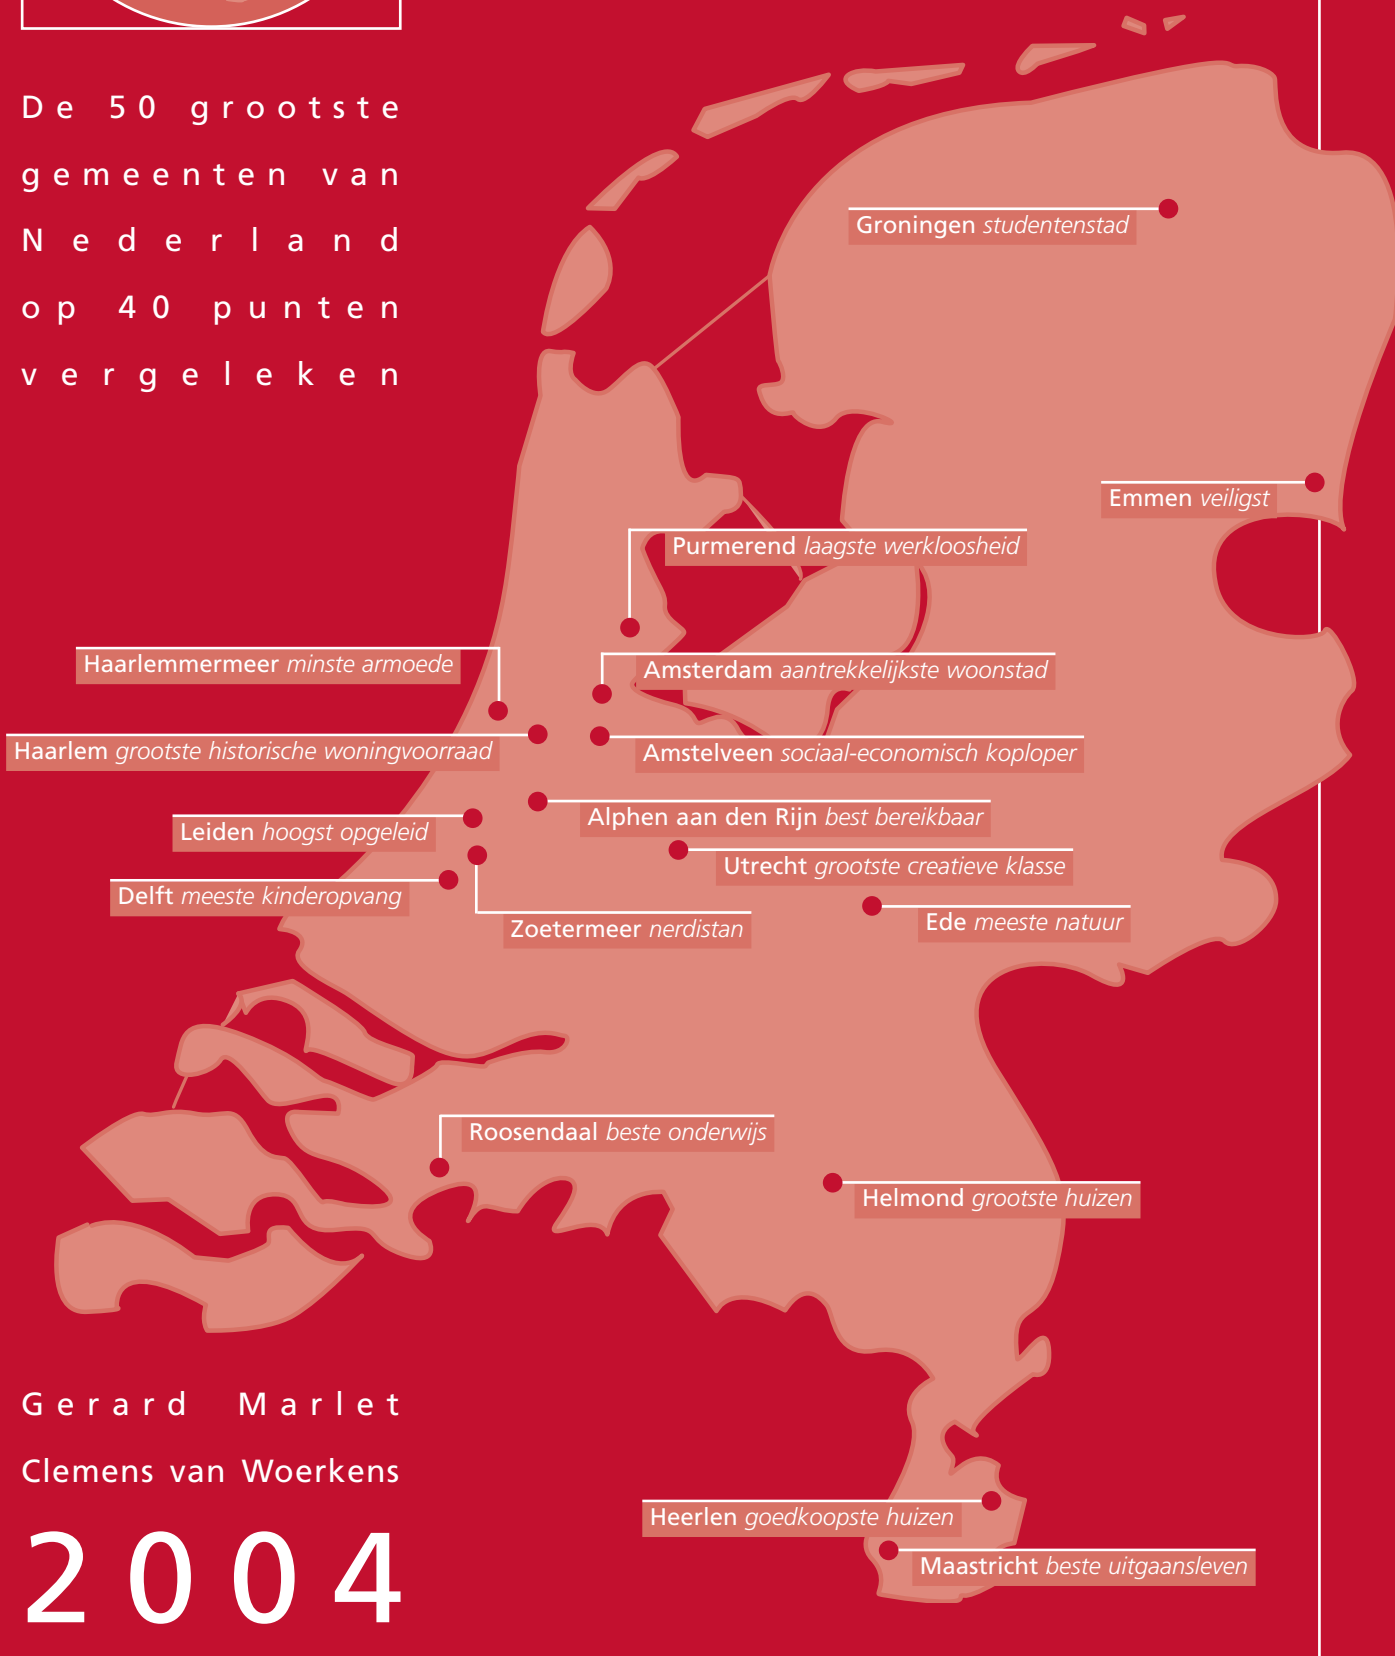 De 50 grootste
gemeenten van
Nederland
op 40 punten
vergeleken
Groningen studentenstad
Emmen veiligst
Purmerend laagste werkloosheid
Haarlemmermeer minste armoede
Amsterdam aantrekkelijkste woonstad
Haarlem grootste historische woningvoorraad
Amstelveen sociaal-economisch koploper
Alphen aan den Rijn best bereikbaar
Leiden hoogst opgeleid
Utrecht grootste creatieve klasse
Delft meeste kinderopvang
Zoetermeer nerdistan
Ede meeste natuur
Roosendaal beste onderwijs
Helmond grootste huizen
Gerard Marlet
Clemens van Woerkens
2004
Heerlen goedkoopste huizen
Maastricht beste uitgaansleven